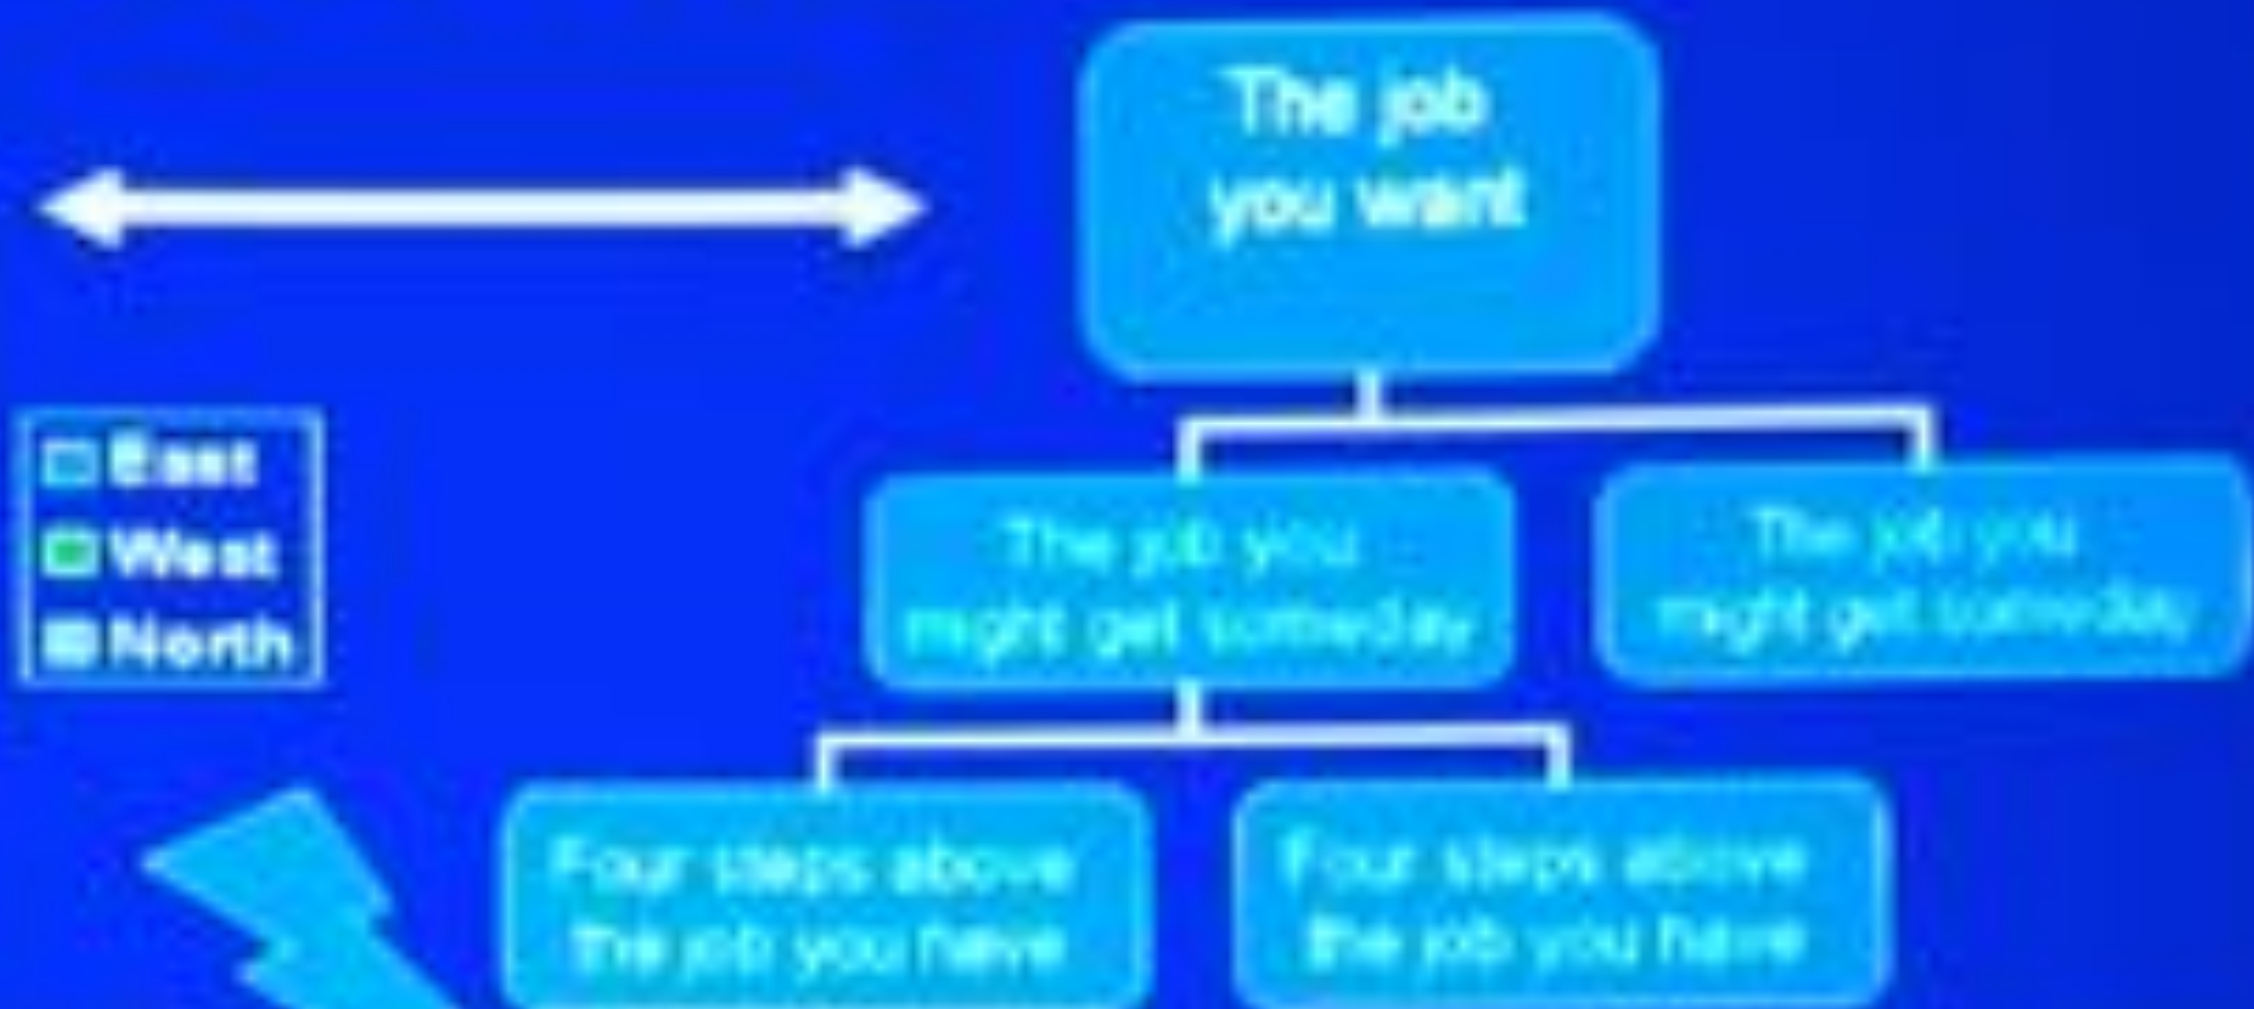 The job
you want
East
West
North
The job you
might get someday
The job you
might get someday
Four steps above
the job you have
Four steps above
the job you have